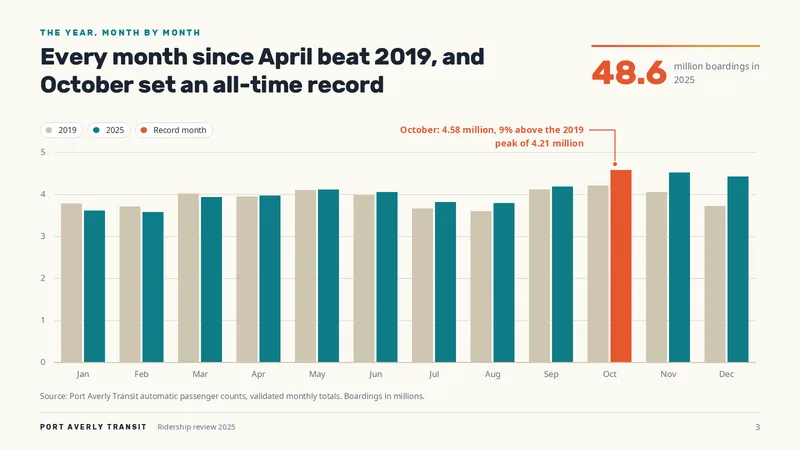 THE YEAR, MONTH BY MONTH
Every month since April beat 2019, and
October set an all-time record
48.6
million boardings in
2025
2019
2025
Record month
October: 4.58 million, 9% above the 2019
peak of 4.21 million
5
4
3
2
1
0
Jan
Feb
Mar
Apr
May
Jun
Jul
Aug
Sep
Oct
Nov
Dec
Source: Port Averly Transit automatic passenger counts, validated monthly totals. Boardings in millions.
PORT AVERLY TRANSIT
Ridership review 2025
3